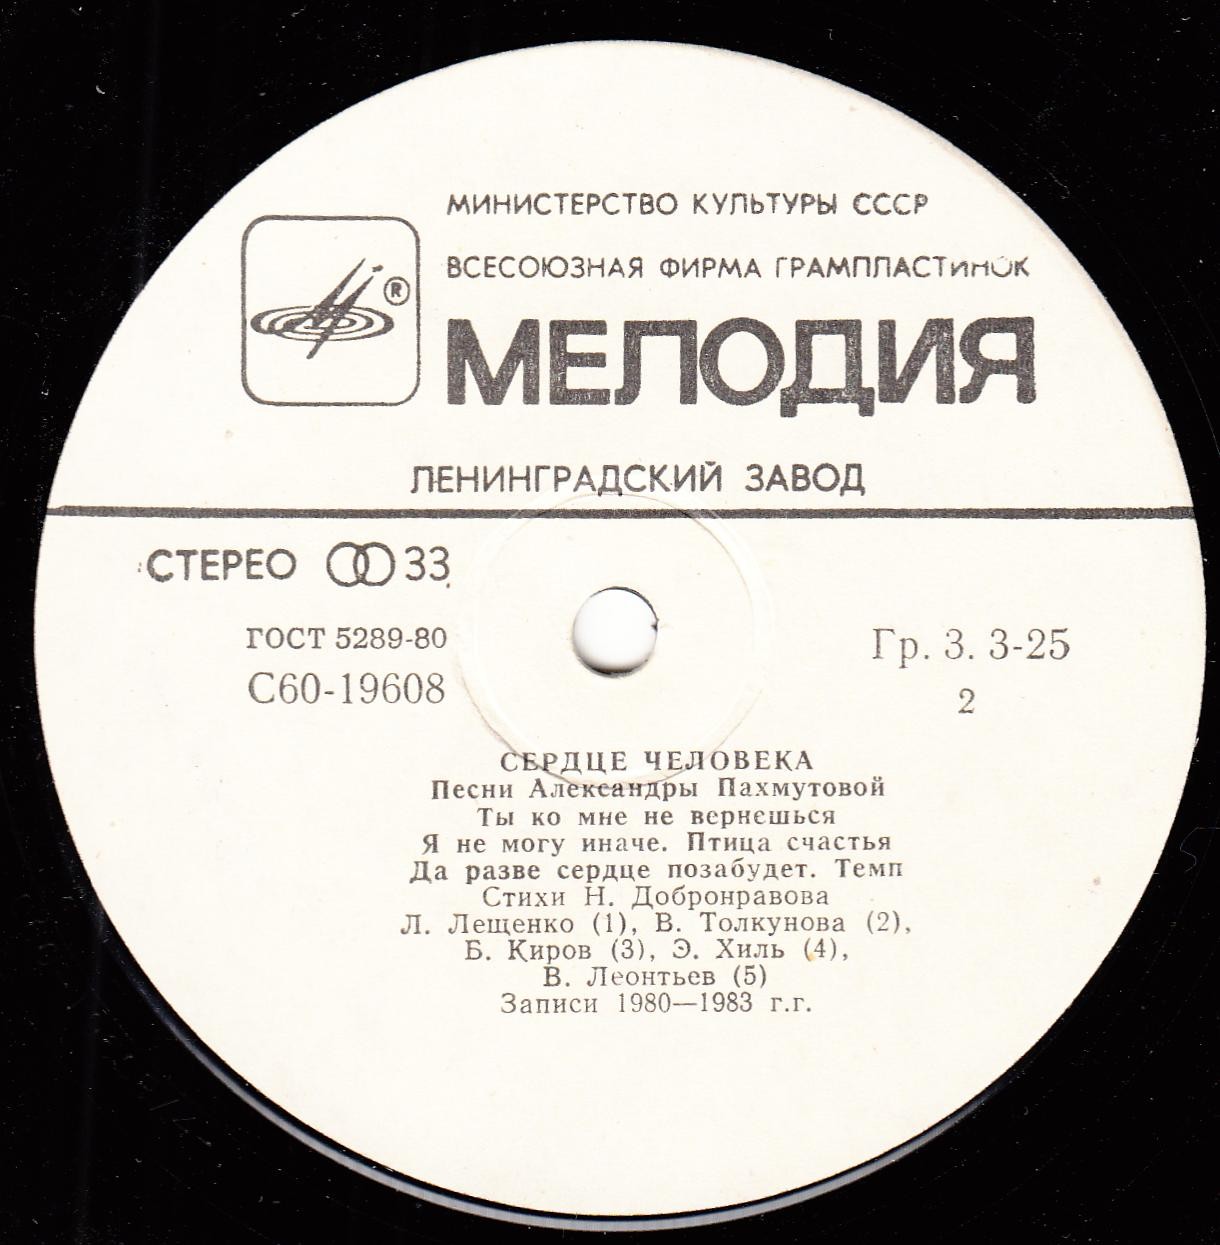 МИНИСТЕРСТВО КУЛЬТУРЫ СССР
ВСЕСОЮЗНАЯ ФИРМА ГРАМПЛАСТИНОК
®
МЕЛОДИЯ
ЛЕНИНГРАДСКИЙ ЗАВОД
СТЕРЕО 33
ГОСТ 5289-80
С60-19608
Гр. 3. 3-25
2
СЕРДЦЕ ЧЕЛОВЕКА
Песни Александры Пахмутовой
Ты ко мне не вернешься
Я не могу иначе. Птица счастья
Да разве сердце позабудет. Темп
Стихи Н. Добронравова
Л. Лещенко (1), В. Толкунова (2),
Б. Киров (3), Э. Хиль (4),
В. Леонтьев (5)
Записи 1980—1983 г.г.